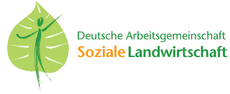 Deutsche Arbeitsgemeinschaft
Soziale Landwirtschaft